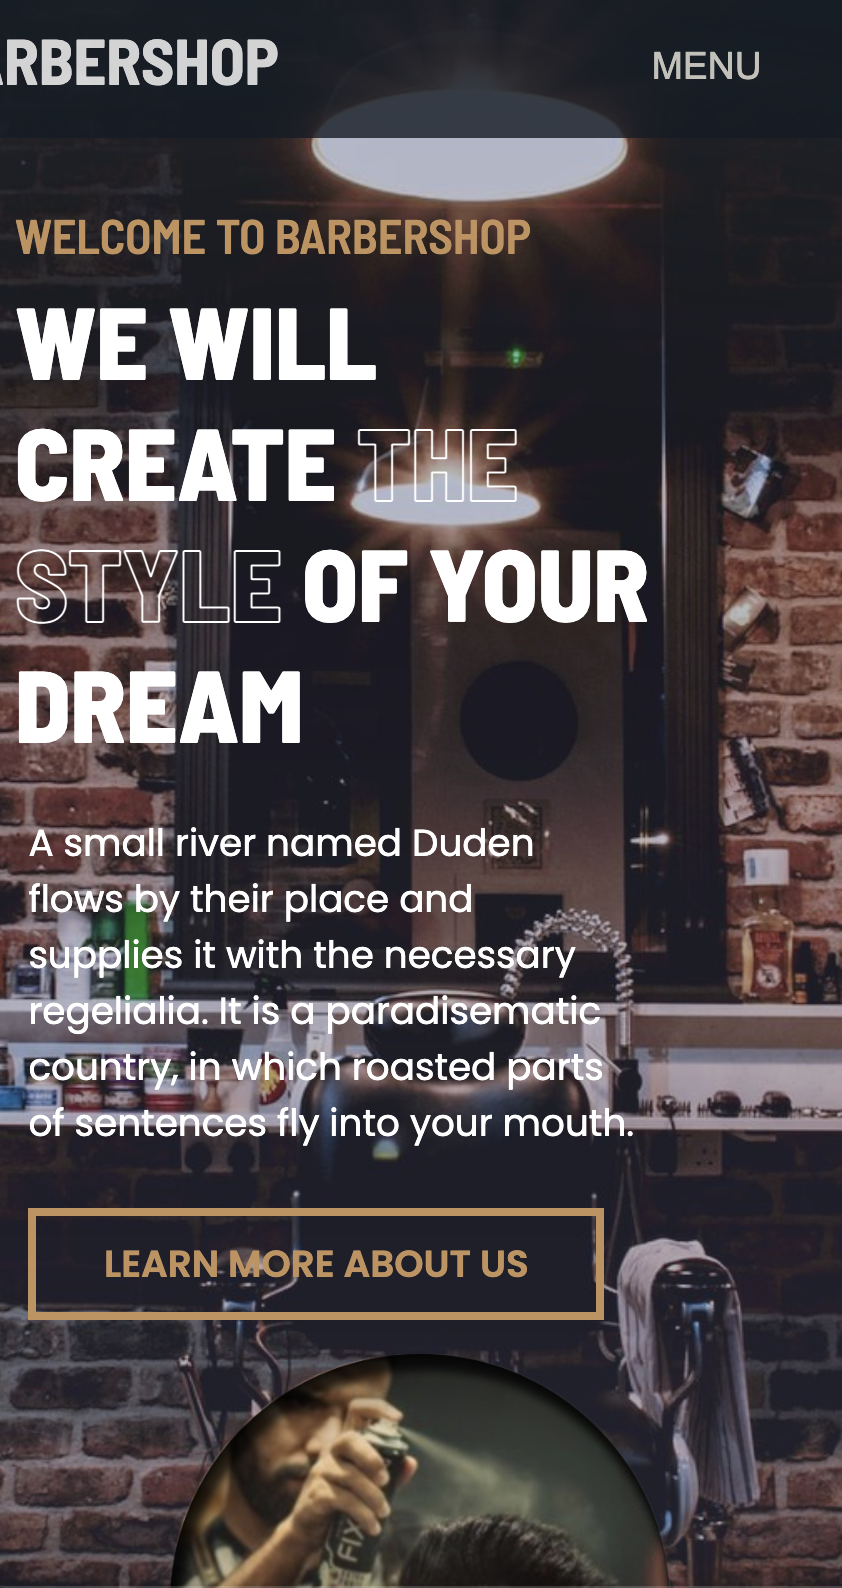 ARBERSHOP
MENU
WELCOME TO BARBERSHOP
WE WILL
CREATE THE
STYLE OF YOUR
DREAM
A small river named Duden
flows by their place and
supplies it with the necessary
regelialia. It is a paradisematic
country, in which roasted parts
of sentences fly into your mouth.
LEARN MORE ABOUT US
FIX